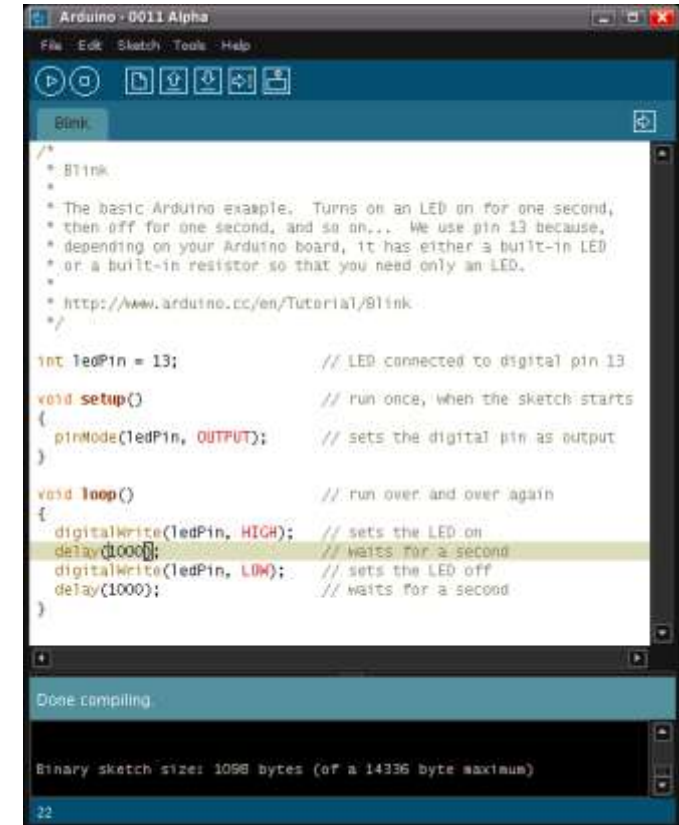 Arduino - 0011 Alpha
File Edit Sketch Tools Help
Blink
/*
 * Blink
 *
 * The basic Arduino example.  Turns on an LED on for one second,
 * then off for one second, and so on...  We use pin 13 because,
 * depending on your Arduino board, it has either a built-in LED
 * or a built-in resistor so that you need only an LED.
 *
 * http://www.arduino.cc/en/Tutorial/Blink
 */
int ledPin = 13;                // LED connected to digital pin 13
void setup()                    // run once, when the sketch starts
{
  pinMode(ledPin, OUTPUT);      // sets the digital pin as output
}
void loop()                     // run over and over again
{
  digitalWrite(ledPin, HIGH);   // sets the LED on
  delay(1000);                  // waits for a second
  digitalWrite(ledPin, LOW);    // sets the LED off
  delay(1000);                  // waits for a second
}
Done compiling.
Binary sketch size: 1098 bytes (of a 14336 byte maximum)
22